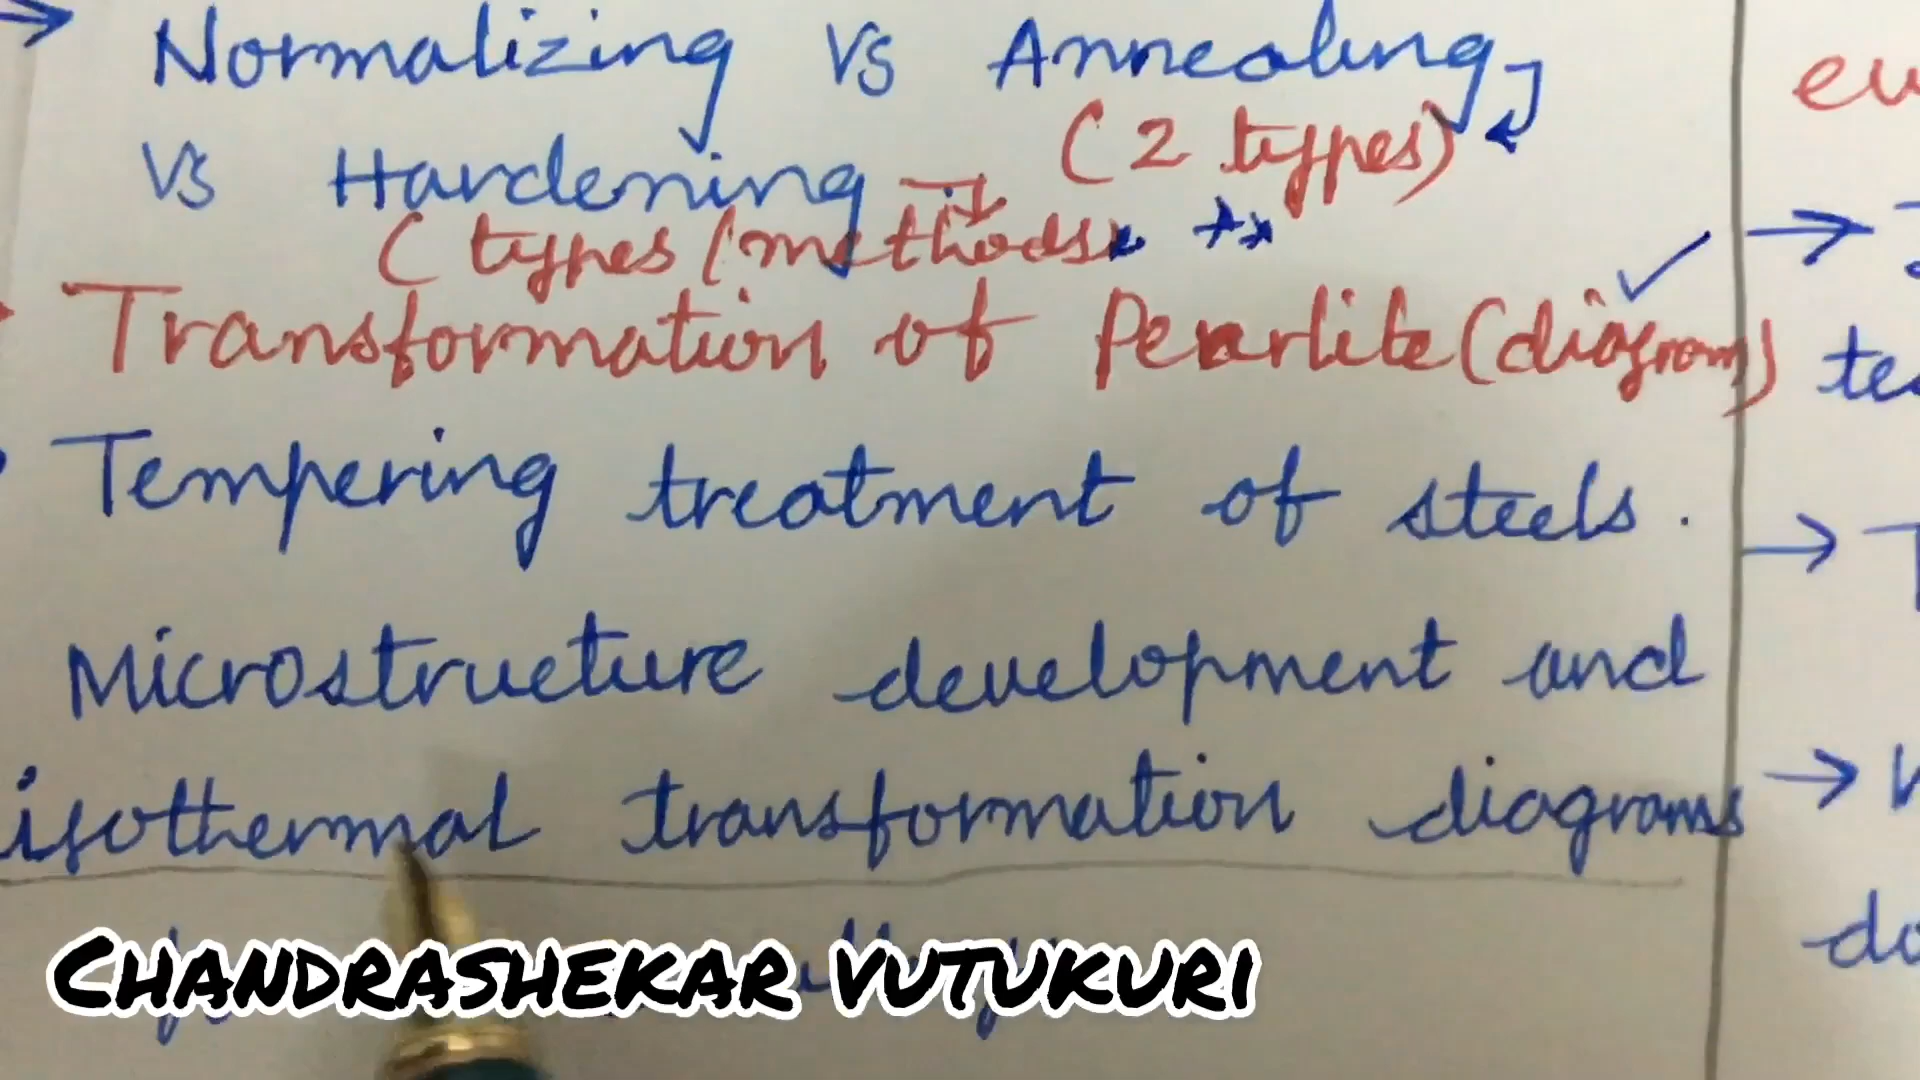 → Normalizing vs Annealing
(2 types)
vs Hardening →
(types/methods ***
Transformation of Pearlite (diagram) ✓
Tempering treatment of steels.
Microstructure development and
isothermal transformation diagrams
CHANDRASHEKAR VUTUKURI
→
→
→